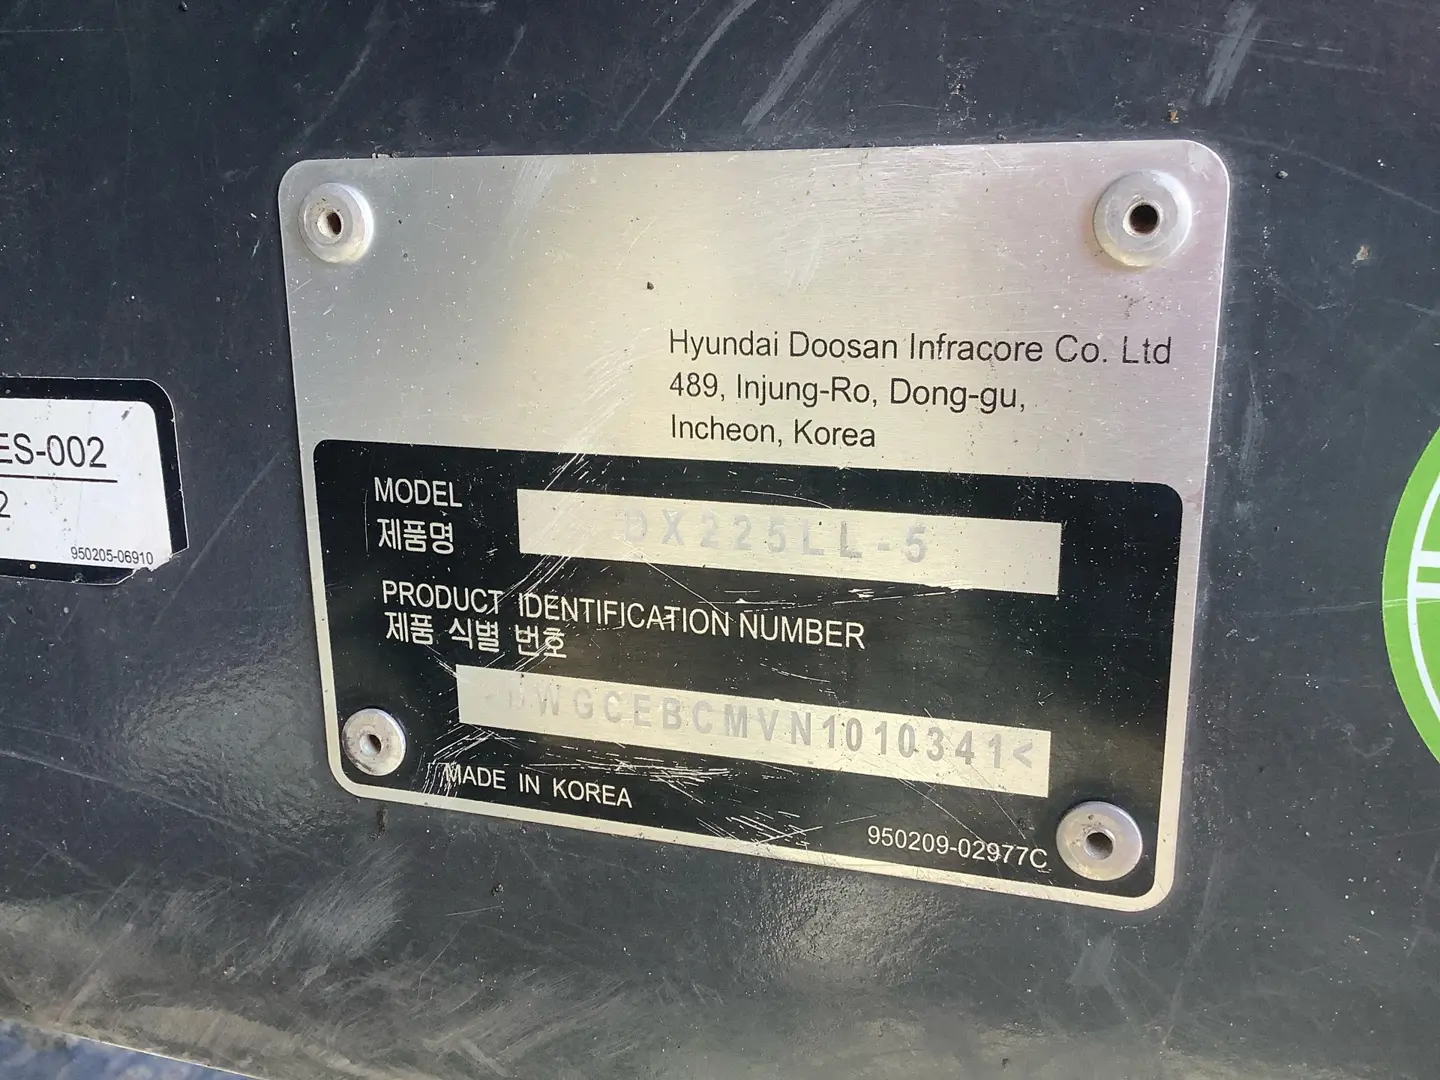 Hyundai Doosan Infracore Co. Ltd
489, Injung-Ro, Dong-gu,
Incheon, Korea
MODEL
제품명
DX225LL-5
PRODUCT IDENTIFICATION NUMBER
제품 식별 번호
<DWGCEBCMVN1010341<
MADE IN KOREA
950209-02977C
ES-002
2
950205-06910